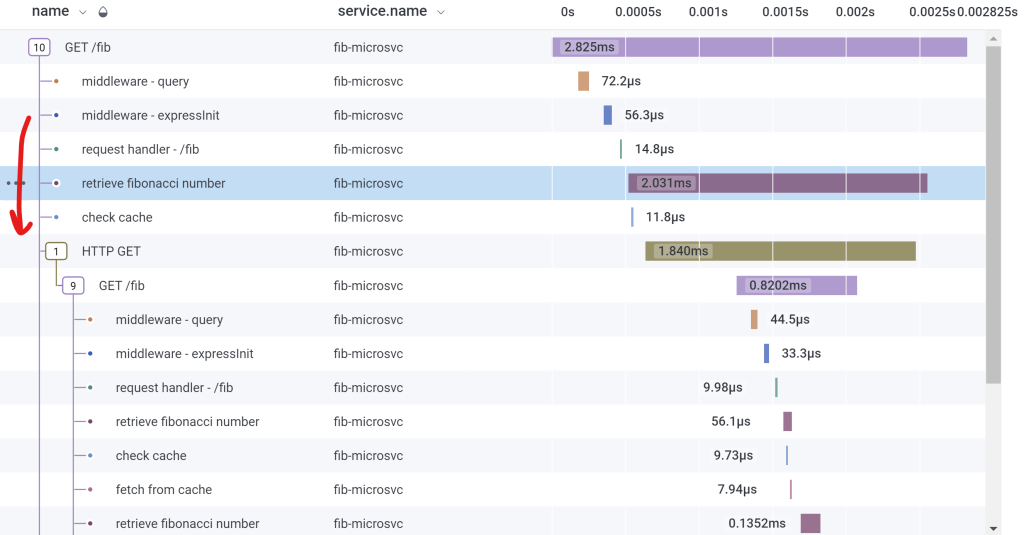 name service.name 0s 0.0005s 0.001s 0.0015s 0.002s 0.0025s 0.002825s
10 GET /fib fib-microsvc 2.825ms
middleware - query fib-microsvc 72.2μs
middleware - expressInit fib-microsvc 56.3μs
request handler - /fib fib-microsvc 14.8μs
retrieve fibonacci number fib-microsvc 2.031ms
check cache fib-microsvc 11.8μs
1 HTTP GET fib-microsvc 1.840ms
9 GET /fib fib-microsvc 0.8202ms
middleware - query fib-microsvc 44.5μs
middleware - expressInit fib-microsvc 33.3μs
request handler - /fib fib-microsvc 9.98μs
retrieve fibonacci number fib-microsvc 56.1μs
check cache fib-microsvc 9.73μs
fetch from cache fib-microsvc 7.94μs
retrieve fibonacci number fib-microsvc 0.1352ms